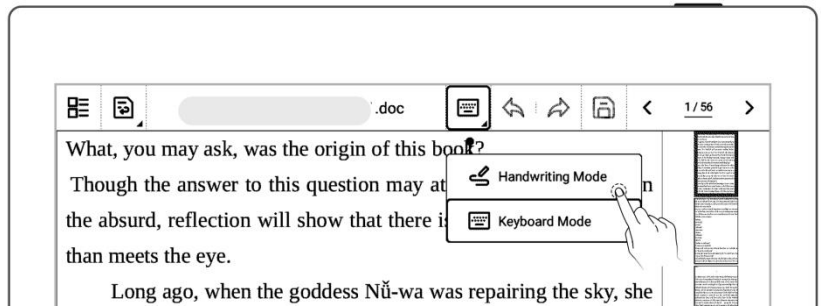 .doc
1 / 56
What, you may ask, was the origin of this book?
Handwriting Mode
Though the answer to this question may at
n
the absurd, reflection will show that there
Keyboard Mode
than meets the eye.
Long ago, when the goddess Nǚ-wa was repairing the sky, she